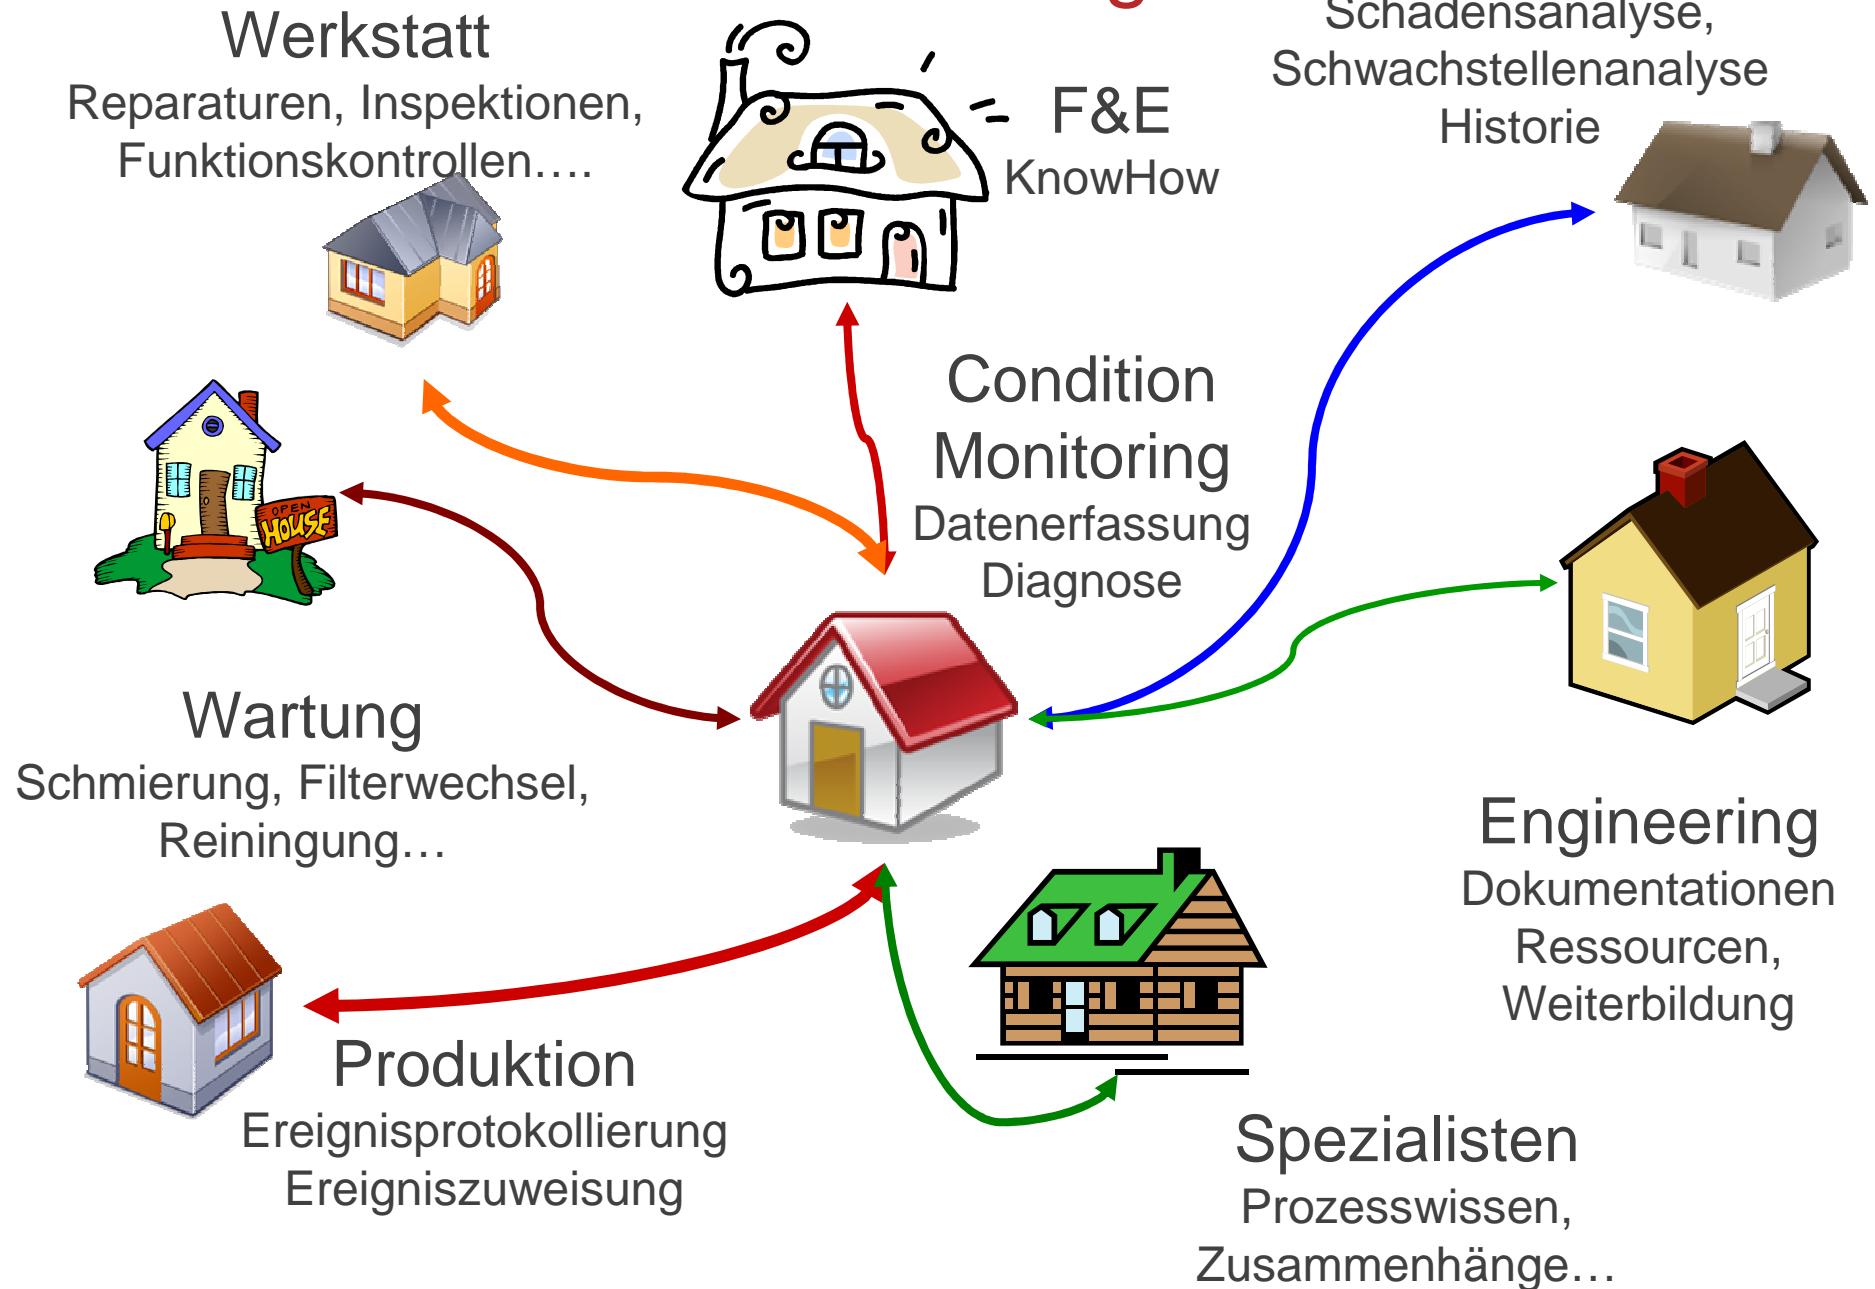 Werkstatt
Reparaturen, Inspektionen,
Funktionskontrollen….
g
F&E
KnowHow
Schadensanalyse,
Schwachstellenanalyse
Historie
Condition
Monitoring
Datenerfassung
Diagnose
OPEN
HOUSE
Wartung
Schmierung, Filterwechsel,
Reiningung…
Engineering
Dokumentationen
Ressourcen,
Weiterbildung
Produktion
Ereignisprotokollierung
Ereigniszuweisung
Spezialisten
Prozesswissen,
Zusammenhänge…